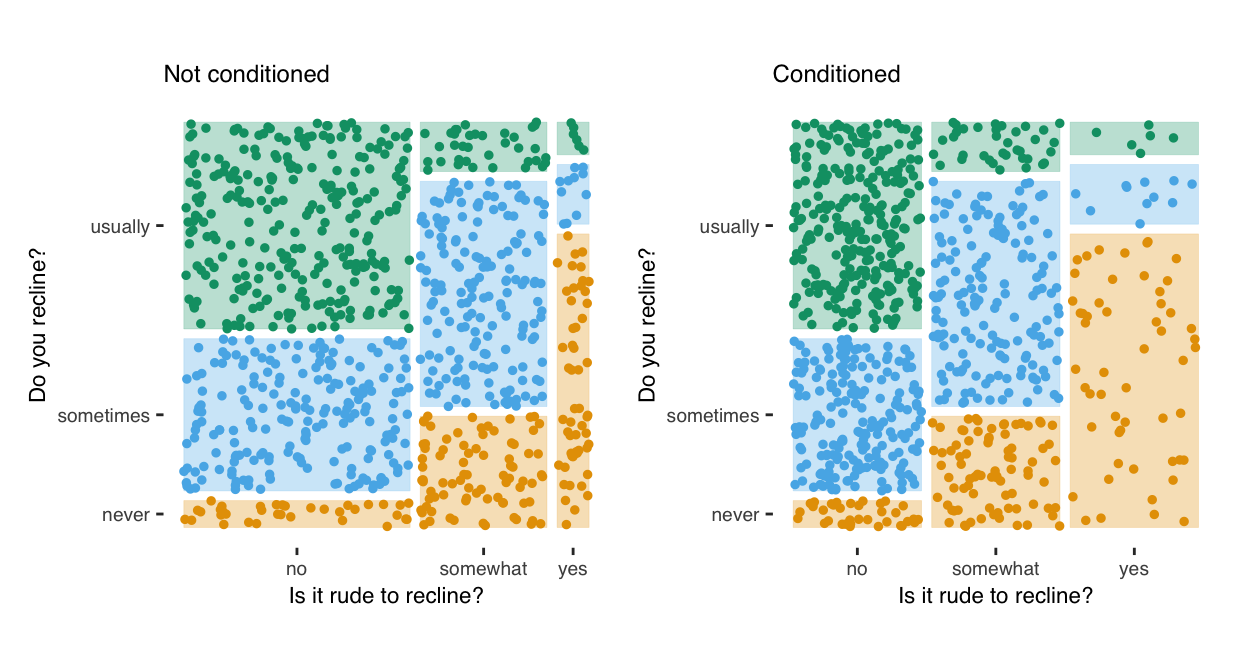 Not conditioned
Do you recline?
usually
sometimes
never
no
somewhat
yes
Is it rude to recline?
Conditioned
Do you recline?
usually
sometimes
never
no
somewhat
yes
Is it rude to recline?